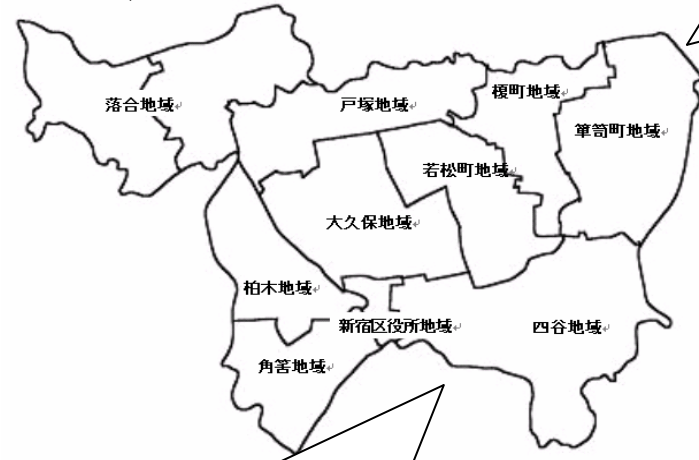 落合地域
戸塚地域
榎町地域
箪笥町地域
若松町地域
大久保地域
柏木地域
新宿区役所地域
四谷地域
角筈地域